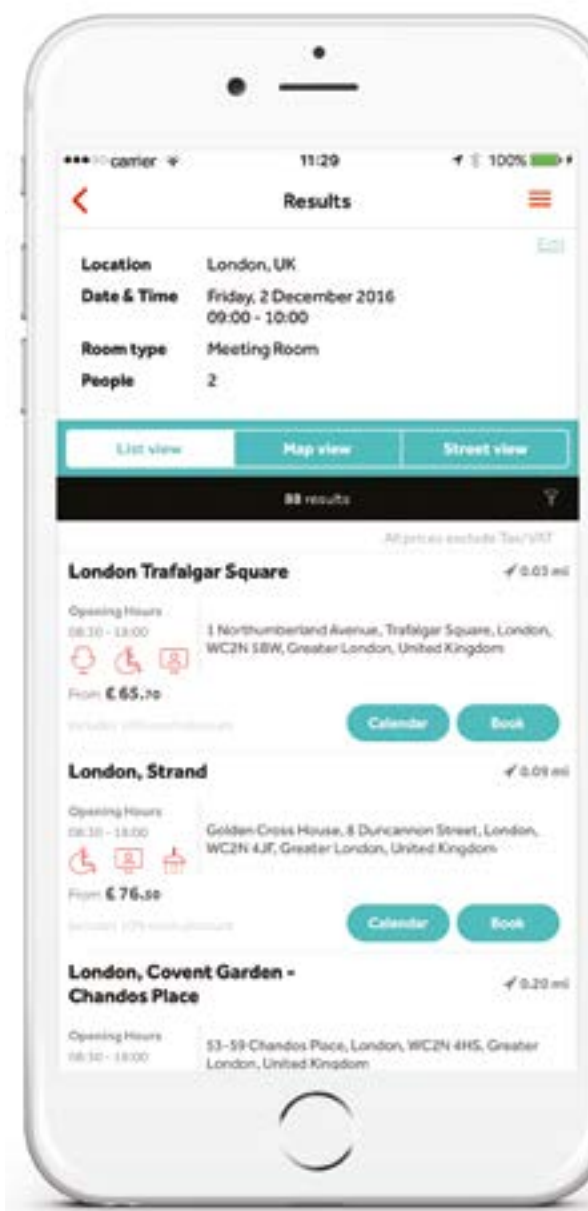 carrier 11:29 100%
Results
Edit
Location London, UK
Date & Time Friday, 2 December 2016
09:00 - 10:00
Room type Meeting Room
People 2
List view Map view Street view
88 results
All prices exclude Tax/VAT
London Trafalgar Square 0.03 mi
Opening Hours
08:30 - 18:00
1 Northumberland Avenue, Trafalgar Square, London,
WC2N 5BW, Greater London, United Kingdom
From £ 65.70
Calendar Book
London, Strand 0.09 mi
Opening Hours
08:30 - 18:00
Golden Cross House, 8 Duncannon Street, London,
WC2N 4JF, Greater London, United Kingdom
From £ 76.50
Calendar Book
London, Covent Garden -
Chandos Place
0.20 mi
Opening Hours
08:30 - 18:00
53-59 Chandos Place, London, WC2N 4HS, Greater
London, United Kingdom